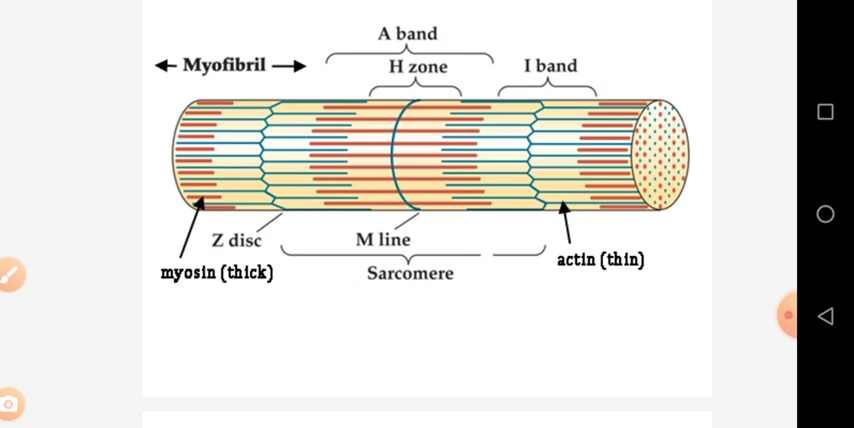 A band
← Myofibril →
H zone
I band
Z disc
M line
myosin (thick)
actin (thin)
Sarcomere